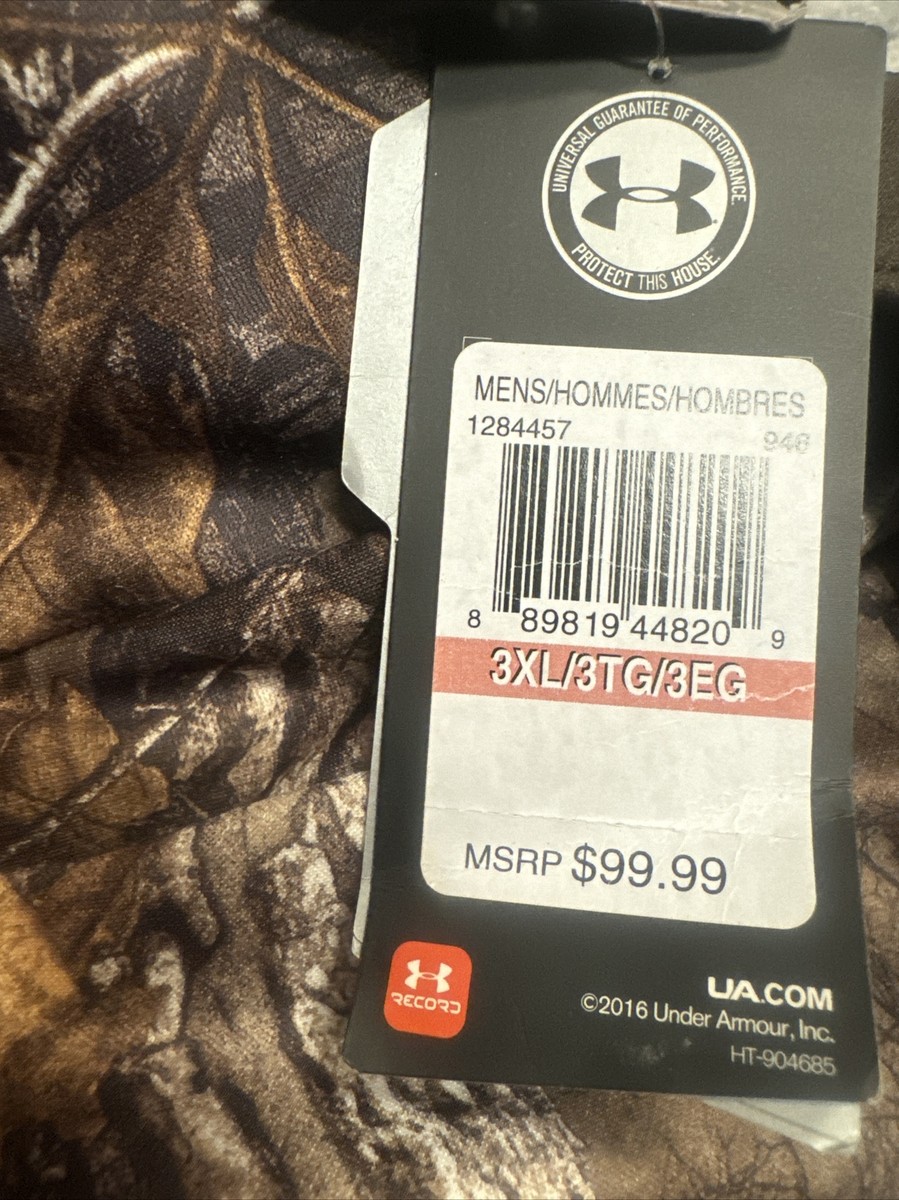 UNIVERSAL GUARANTEE OF PERFORMANCE.
PROTECT THIS HOUSE.
MENS/HOMMES/HOMBRES
1284457 946
8 89819 44820 9
3XL/3TG/3EG
MSRP $99.99
RECORD
UA.COM
©2016 Under Armour, Inc.
HT-904685